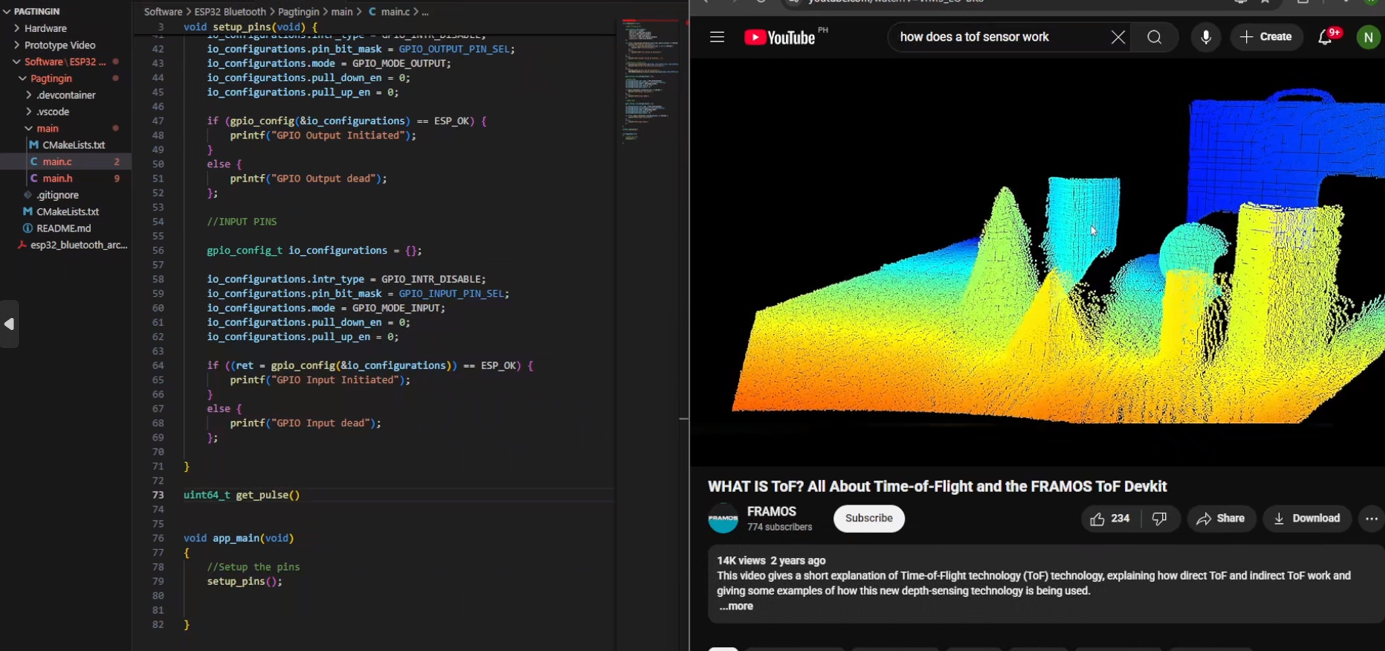 PAGTINGIN
Hardware
Prototype Video
Software \ ESP32 ...
Pagtingin
.devcontainer
.vscode
main
CMakeLists.txt
main.c 2
main.h 9
.gitignore
CMakeLists.txt
README.md
esp32_bluetooth_arc...
Software > ESP32 Bluetooth > Pagtingin > main > C main.c > ...
3 void setup_pins(void) {
42 io_configurations.pin_bit_mask = GPIO_OUTPUT_PIN_SEL;
43 io_configurations.mode = GPIO_MODE_OUTPUT;
44 io_configurations.pull_down_en = 0;
45 io_configurations.pull_up_en = 0;
46
47 if (gpio_config(&io_configurations) == ESP_OK) {
48 printf("GPIO Output Initiated");
49 }
50 else {
51 printf("GPIO Output dead");
52 };
53
54 //INPUT PINS
55
56 gpio_config_t io_configurations = {};
57
58 io_configurations.intr_type = GPIO_INTR_DISABLE;
59 io_configurations.pin_bit_mask = GPIO_INPUT_PIN_SEL;
60 io_configurations.mode = GPIO_MODE_INPUT;
61 io_configurations.pull_down_en = 0;
62 io_configurations.pull_up_en = 0;
63
64 if ((ret = gpio_config(&io_configurations)) == ESP_OK) {
65 printf("GPIO Input Initiated");
66 }
67 else {
68 printf("GPIO Input dead");
69 };
70
71 }
72
73 uint64_t get_pulse()
74
75
76 void app_main(void)
77 {
78 //Setup the pins
79 setup_pins();
80
81
82 }
YouTube PH
how does a tof sensor work
Create
9+
N
WHAT IS ToF? All About Time-of-Flight and the FRAMOS ToF Devkit
FRAMOS
FRAMOS
774 subscribers
Subscribe
234
Share
Download
14K views 2 years ago
This video gives a short explanation of Time-of-Flight technology (ToF) technology, explaining how direct ToF and indirect ToF work and
giving some examples of how this new depth-sensing technology is being used.
...more